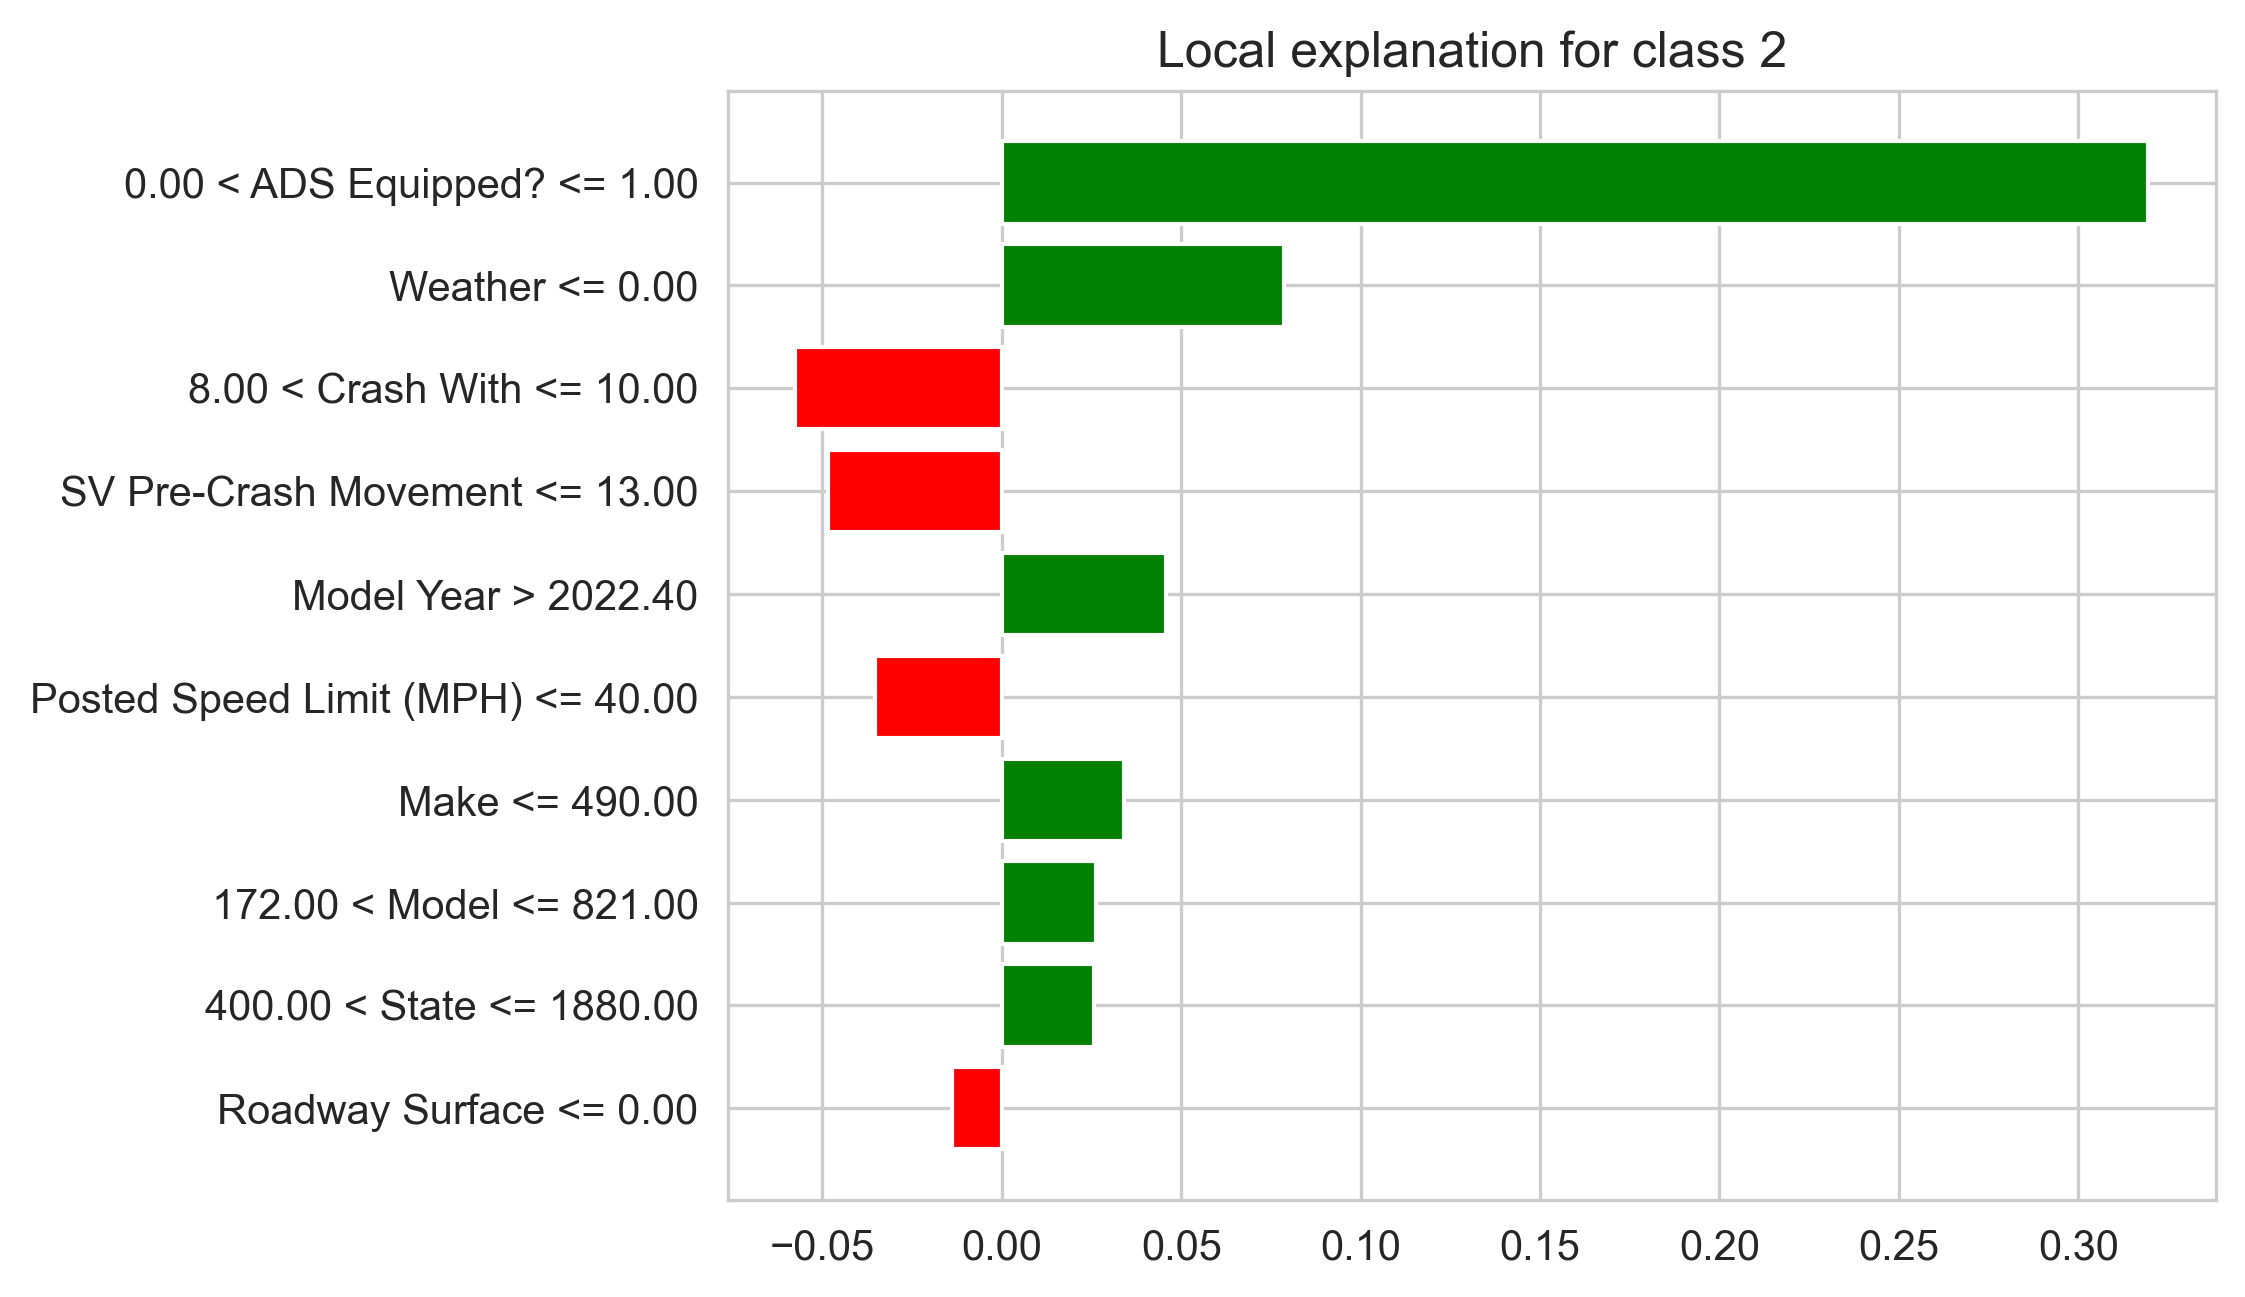 Local explanation for class 2
0.00 < ADS Equipped? <= 1.00
Weather <= 0.00
8.00 < Crash With <= 10.00
SV Pre-Crash Movement <= 13.00
Model Year > 2022.40
Posted Speed Limit (MPH) <= 40.00
Make <= 490.00
172.00 < Model <= 821.00
400.00 < State <= 1880.00
Roadway Surface <= 0.00
−0.05 0.00 0.05 0.10 0.15 0.20 0.25 0.30